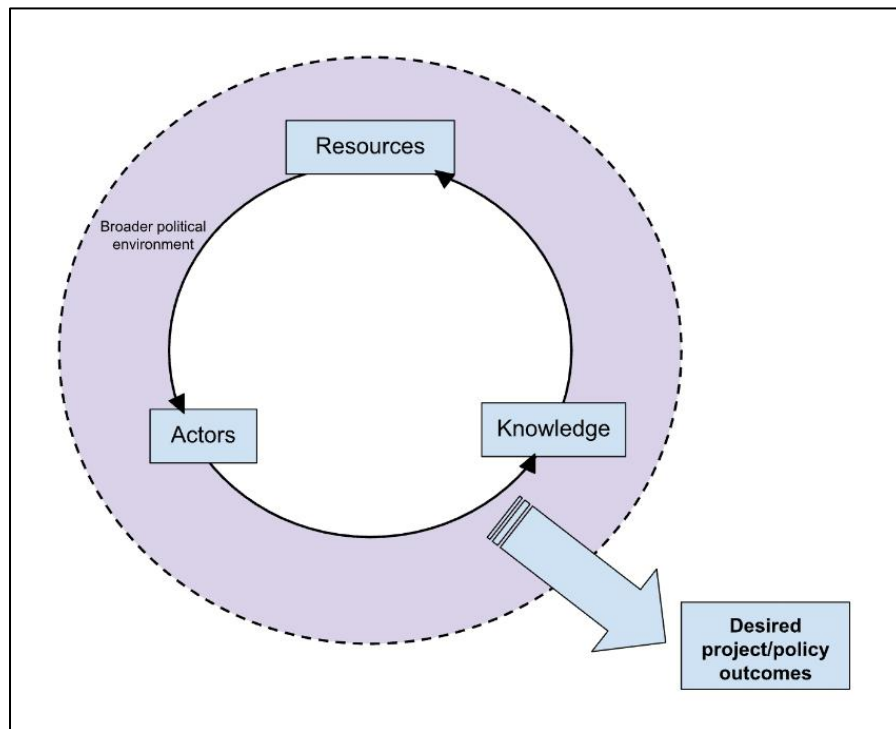 Resources
Broader political
environment
Actors
Knowledge
Desired
project/policy
outcomes